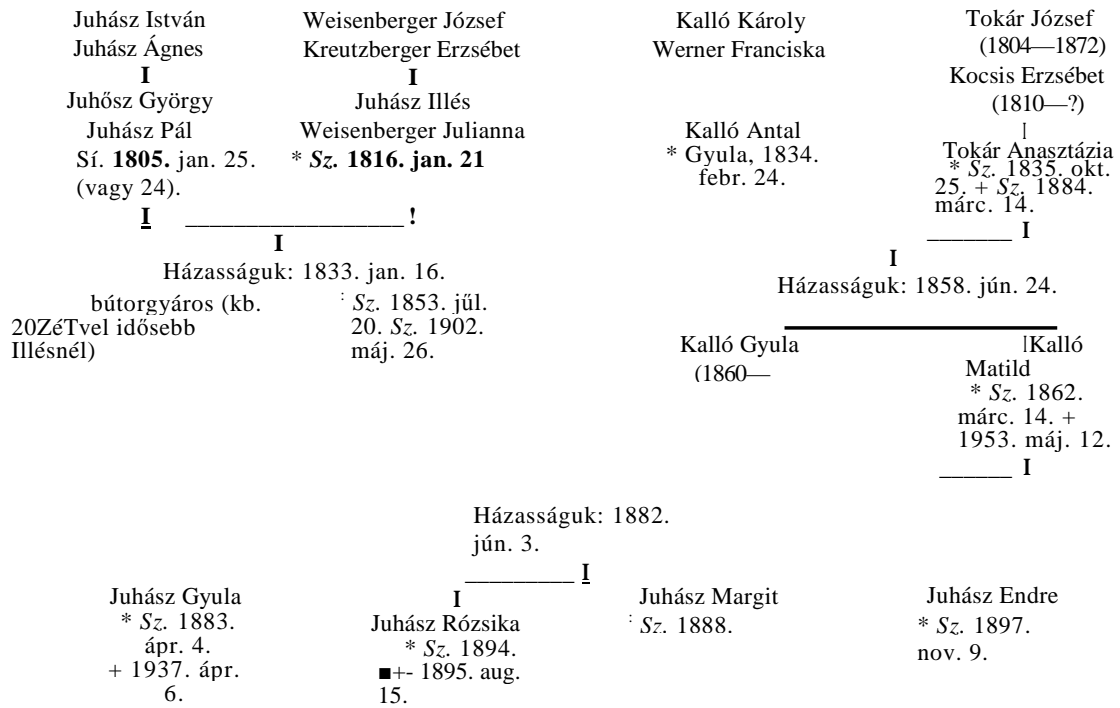 Juhász István
Juhász Ágnes
I
Juhősz György
Juhász Pál
Sí. 1805. jan. 25.
(vagy 24).
I
Weisenberger József
Kreutzberger Erzsébet
I
Juhász Illés
Weisenberger Julianna
* Sz. 1816. jan. 21
__________________ !
I
Házasságuk: 1833. jan. 16.
bútorgyáros (kb.
20ZéTvel idősebb
Illésnél)
: Sz. 1853. jűl.
20. Sz. 1902.
máj. 26.
Kalló Károly
Werner Franciska
Kalló Antal
* Gyula, 1834.
febr. 24.
Tokár József
(1804—1872)
Kocsis Erzsébet
(1810—?)
|
Tokár Anasztázia
* Sz. 1835. okt.
25. + Sz. 1884.
márc. 14.
_______ I
I
Házasságuk: 1858. jún. 24.
Kalló Gyula
(1860—
|Kalló
Matild
* Sz. 1862.
márc. 14. +
1953. máj. 12.
______ I
Házasságuk: 1882.
jún. 3.
_________ I
Juhász Gyula
* Sz. 1883.
ápr. 4.
+ 1937. ápr.
6.
I
Juhász Rózsika
* Sz. 1894.
■+- 1895. aug.
15.
Juhász Margit
: Sz. 1888.
Juhász Endre
* Sz. 1897.
nov. 9.